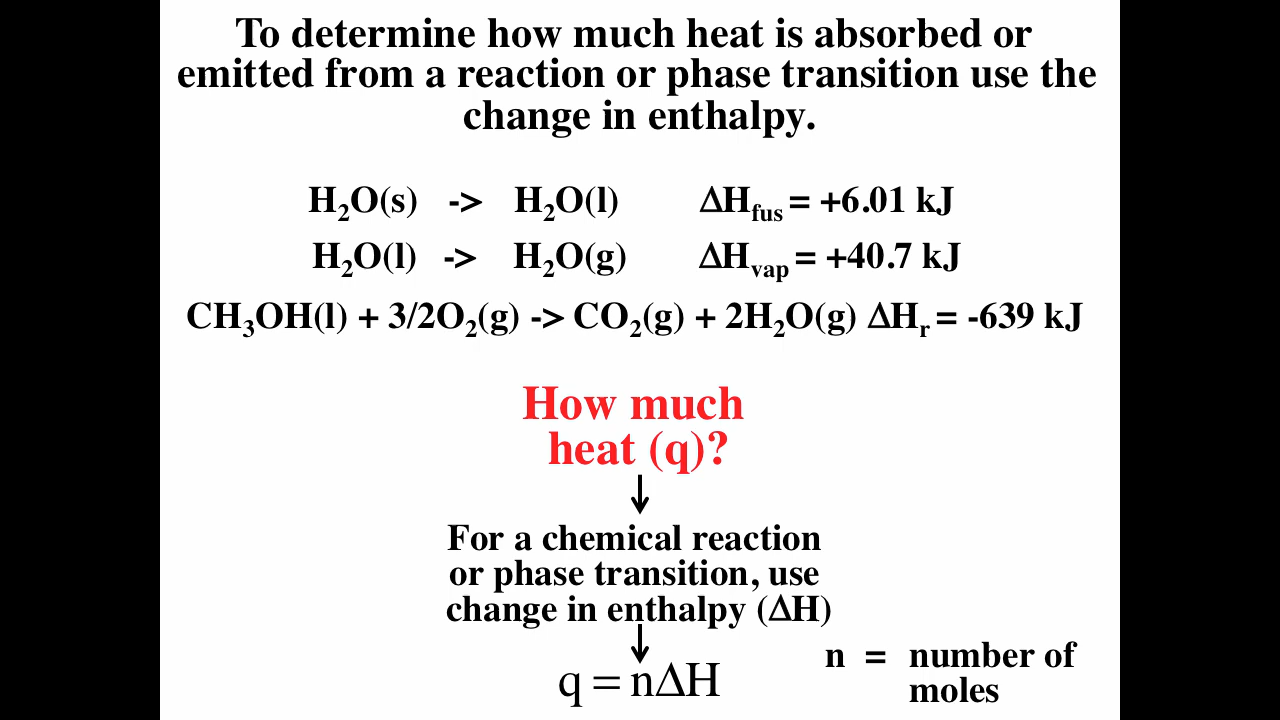 To determine how much heat is absorbed or
emitted from a reaction or phase transition use the
change in enthalpy.
H₂O(s) -> H₂O(l) ΔH_fus = +6.01 kJ
H₂O(l) -> H₂O(g) ΔH_vap = +40.7 kJ
CH₃OH(l) + 3/2O₂(g) -> CO₂(g) + 2H₂O(g) ΔHᵣ = -639 kJ
How much
heat (q)?
For a chemical reaction
or phase transition, use
change in enthalpy (ΔH)
q = nΔH
n = number of
moles